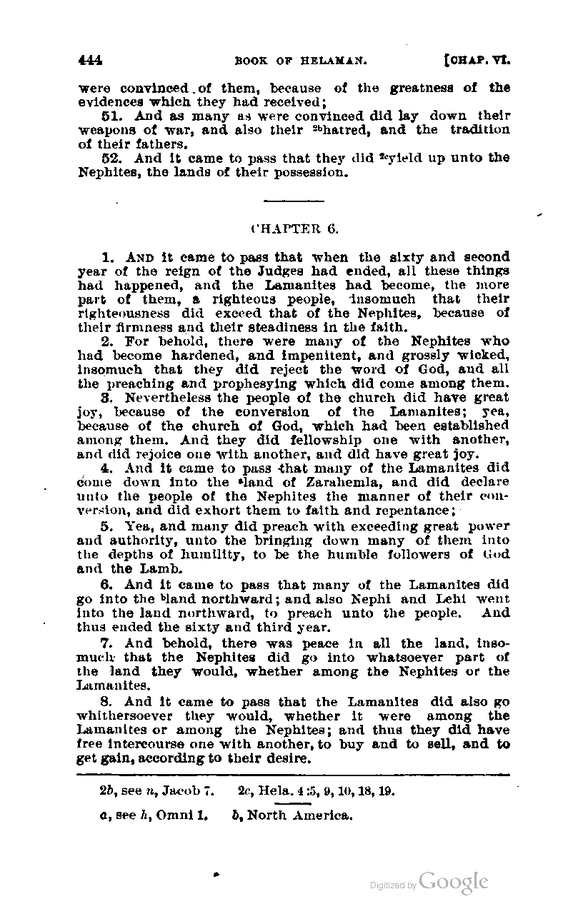 444 BOOK OF HELAMAN. [CHAP. VI.
were convinced of them, because of the greatness of the
evidences which they had received;
51. And as many as were convinced did lay down their
weapons of war, and also their 2bhatred, and the tradition
of their fathers.
52. And it came to pass that they did 2cyield up unto the
Nephites, the lands of their possession.
CHAPTER 6.
1. AND it came to pass that when the sixty and second
year of the reign of the Judges had ended, all these things
had happened, and the Lamanites had become, the more
part of them, a righteous people, insomuch that their
righteousness did exceed that of the Nephites, because of
their firmness and their steadiness in the faith.
2. For behold, there were many of the Nephites who
had become hardened, and impenitent, and grossly wicked,
insomuch that they did reject the word of God, and all
the preaching and prophesying which did come among them.
3. Nevertheless the people of the church did have great
joy, because of the conversion of the Lamanites; yea,
because of the church of God, which had been established
among them. And they did fellowship one with another,
and did rejoice one with another, and did have great joy.
4. And it came to pass that many of the Lamanites did
come down into the aland of Zarahemla, and did declare
unto the people of the Nephites the manner of their con-
version, and did exhort them to faith and repentance;
5. Yea, and many did preach with exceeding great power
and authority, unto the bringing down many of them into
the depths of humility, to be the humble followers of God
and the Lamb.
6. And it came to pass that many of the Lamanites did
go into the bland northward; and also Nephi and Lehi went
into the land northward, to preach unto the people. And
thus ended the sixty and third year.
7. And behold, there was peace in all the land, inso-
much that the Nephites did go into whatsoever part of
the land they would, whether among the Nephites or the
Lamanites.
8. And it came to pass that the Lamanites did also go
whithersoever they would, whether it were among the
Lamanites or among the Nephites; and thus they did have
free intercourse one with another, to buy and to sell, and to
get gain, according to their desire.
2b, see n, Jacob 7. 2c, Hela. 4:5, 9, 10, 18, 19.
a, see h, Omni 1. b, North America.
Digitized by Google